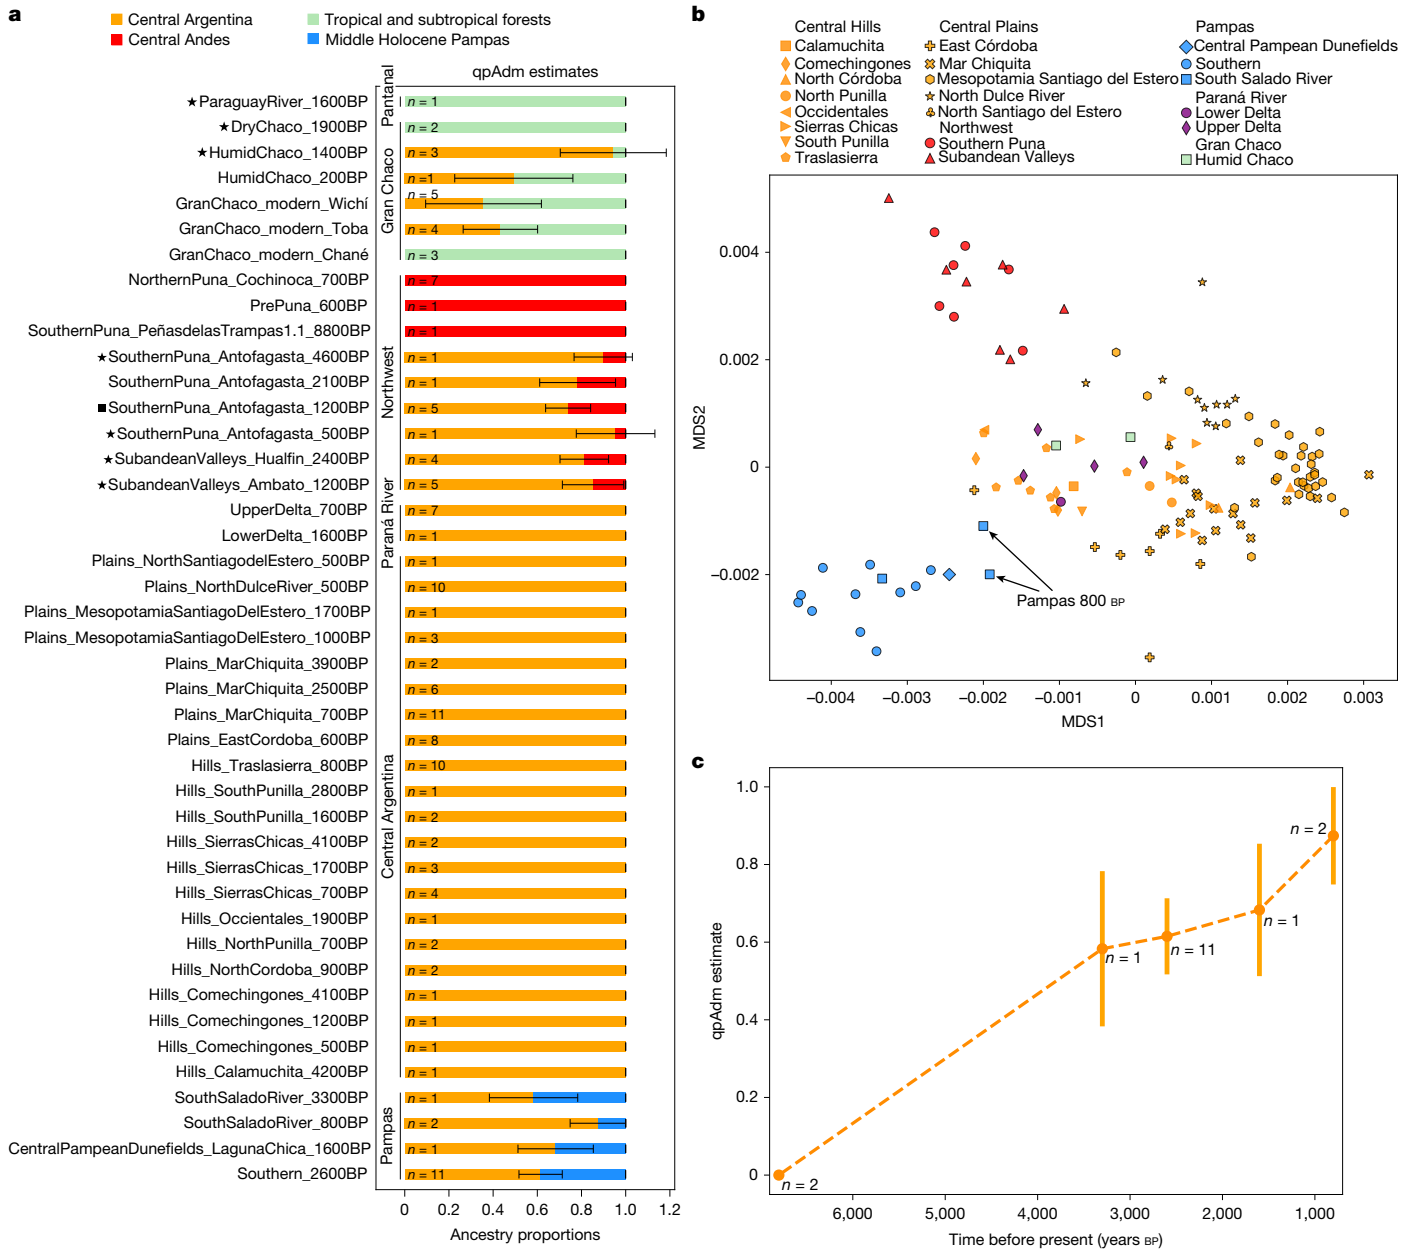 a
Central Argentina
Tropical and subtropical forests
Central Andes
Middle Holocene Pampas
qpAdm estimates
Pantanal
★ParaguayRiver_1600BP
n = 1
Gran Chaco
★DryChaco_1900BP
n = 2
★HumidChaco_1400BP
n = 3
HumidChaco_200BP
n =1
GranChaco_modern_Wichí
n = 5
GranChaco_modern_Toba
n = 4
GranChaco_modern_Chané
n = 3
Northwest
NorthernPuna_Cochinoca_700BP
n = 7
PrePuna_600BP
n = 1
SouthernPuna_PeñasdelasTrampas1.1_8800BP
n = 1
★SouthernPuna_Antofagasta_4600BP
n = 1
SouthernPuna_Antofagasta_2100BP
n = 1
■SouthernPuna_Antofagasta_1200BP
n = 5
★SouthernPuna_Antofagasta_500BP
n = 1
★SubandeanValleys_Hualfin_2400BP
n = 4
★SubandeanValleys_Ambato_1200BP
n = 5
Paraná River
UpperDelta_700BP
n = 7
LowerDelta_1600BP
n = 1
Central Argentina
Plains_NorthSantiagodelEstero_500BP
n = 1
Plains_NorthDulceRiver_500BP
n = 10
Plains_MesopotamiaSantiagoDelEstero_1700BP
n = 1
Plains_MesopotamiaSantiagoDelEstero_1000BP
n = 3
Plains_MarChiquita_3900BP
n = 2
Plains_MarChiquita_2500BP
n = 6
Plains_MarChiquita_700BP
n = 11
Plains_EastCordoba_600BP
n = 8
Hills_Traslasierra_800BP
n = 10
Hills_SouthPunilla_2800BP
n = 1
Hills_SouthPunilla_1600BP
n = 2
Hills_SierrasChicas_4100BP
n = 2
Hills_SierrasChicas_1700BP
n = 3
Hills_SierrasChicas_700BP
n = 4
Hills_Occientales_1900BP
n = 1
Hills_NorthPunilla_700BP
n = 2
Hills_NorthCordoba_900BP
n = 2
Hills_Comechingones_4100BP
n = 1
Hills_Comechingones_1200BP
n = 1
Hills_Comechingones_500BP
n = 1
Hills_Calamuchita_4200BP
n = 1
Pampas
SouthSaladoRiver_3300BP
n = 1
SouthSaladoRiver_800BP
n = 2
CentralPampeanDunefields_LagunaChica_1600BP
n = 1
Southern_2600BP
n = 11
0 0.2 0.4 0.6 0.8 1.0 1.2
Ancestry proportions
b
Central Hills
Calamuchita
Comechingones
North Córdoba
North Punilla
Occidentales
Sierras Chicas
South Punilla
Traslasierra
Central Plains
East Córdoba
Mar Chiquita
Mesopotamia Santiago del Estero
North Dulce River
North Santiago del Estero
Northwest
Southern Puna
Subandean Valleys
Pampas
Central Pampean Dunefields
Southern
South Salado River
Paraná River
Lower Delta
Upper Delta
Gran Chaco
Humid Chaco
MDS2
0.004
0.002
0
−0.002
Pampas 800 BP
−0.004 −0.003 −0.002 −0.001 0 0.001 0.002 0.003
MDS1
c
qpAdm estimate
1.0
0.8
0.6
0.4
0.2
0
n = 2
n = 1
n = 11
n = 1
n = 2
6,000 5,000 4,000 3,000 2,000 1,000
Time before present (years BP)